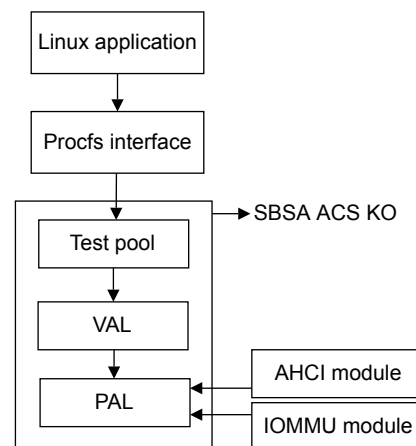 Linux application
Procfs interface
SBSA ACS KO
Test pool
VAL
PAL
AHCI module
IOMMU module